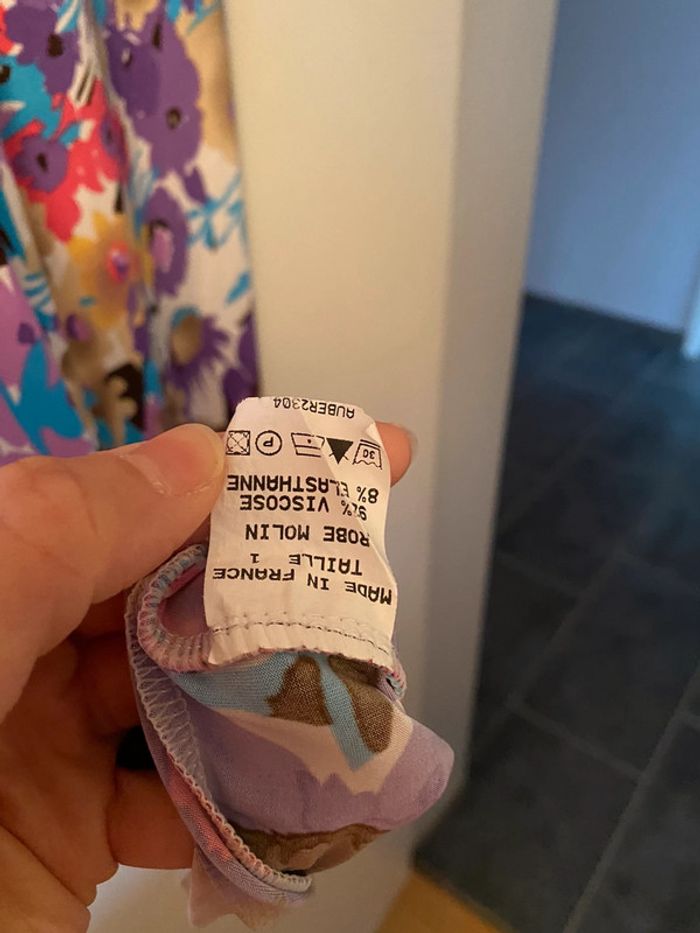 MADE IN FRANCE
TAILLE 1
ROBE MOLIN
92% VISCOSE
8% ELASTHANNE
30 P
AUBER2304